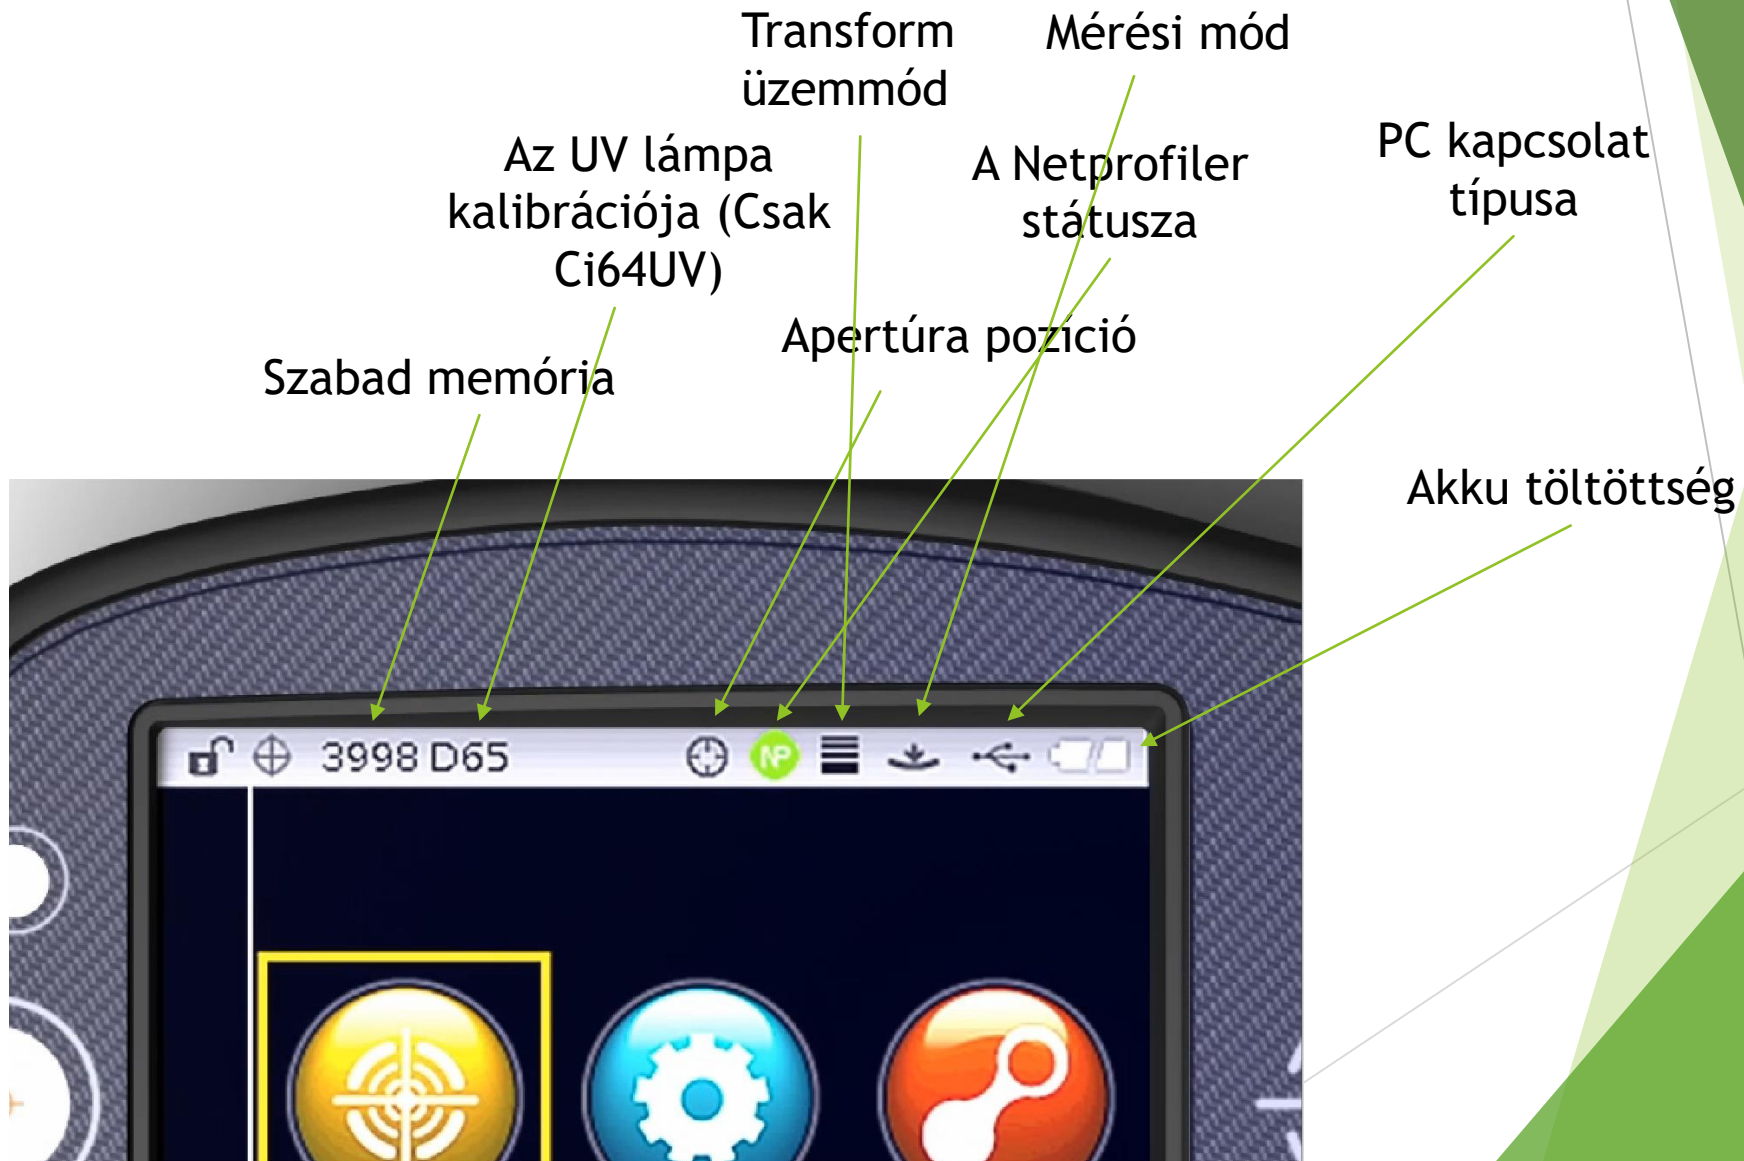 Transform
üzemmód
Mérési mód
Az UV lámpa
kalibrációja (Csak
Ci64UV)
A Netprofiler
státusza
PC kapcsolat
típusa
Apertúra pozíció
Szabad memória
Akku töltöttség
3998 D65
NP